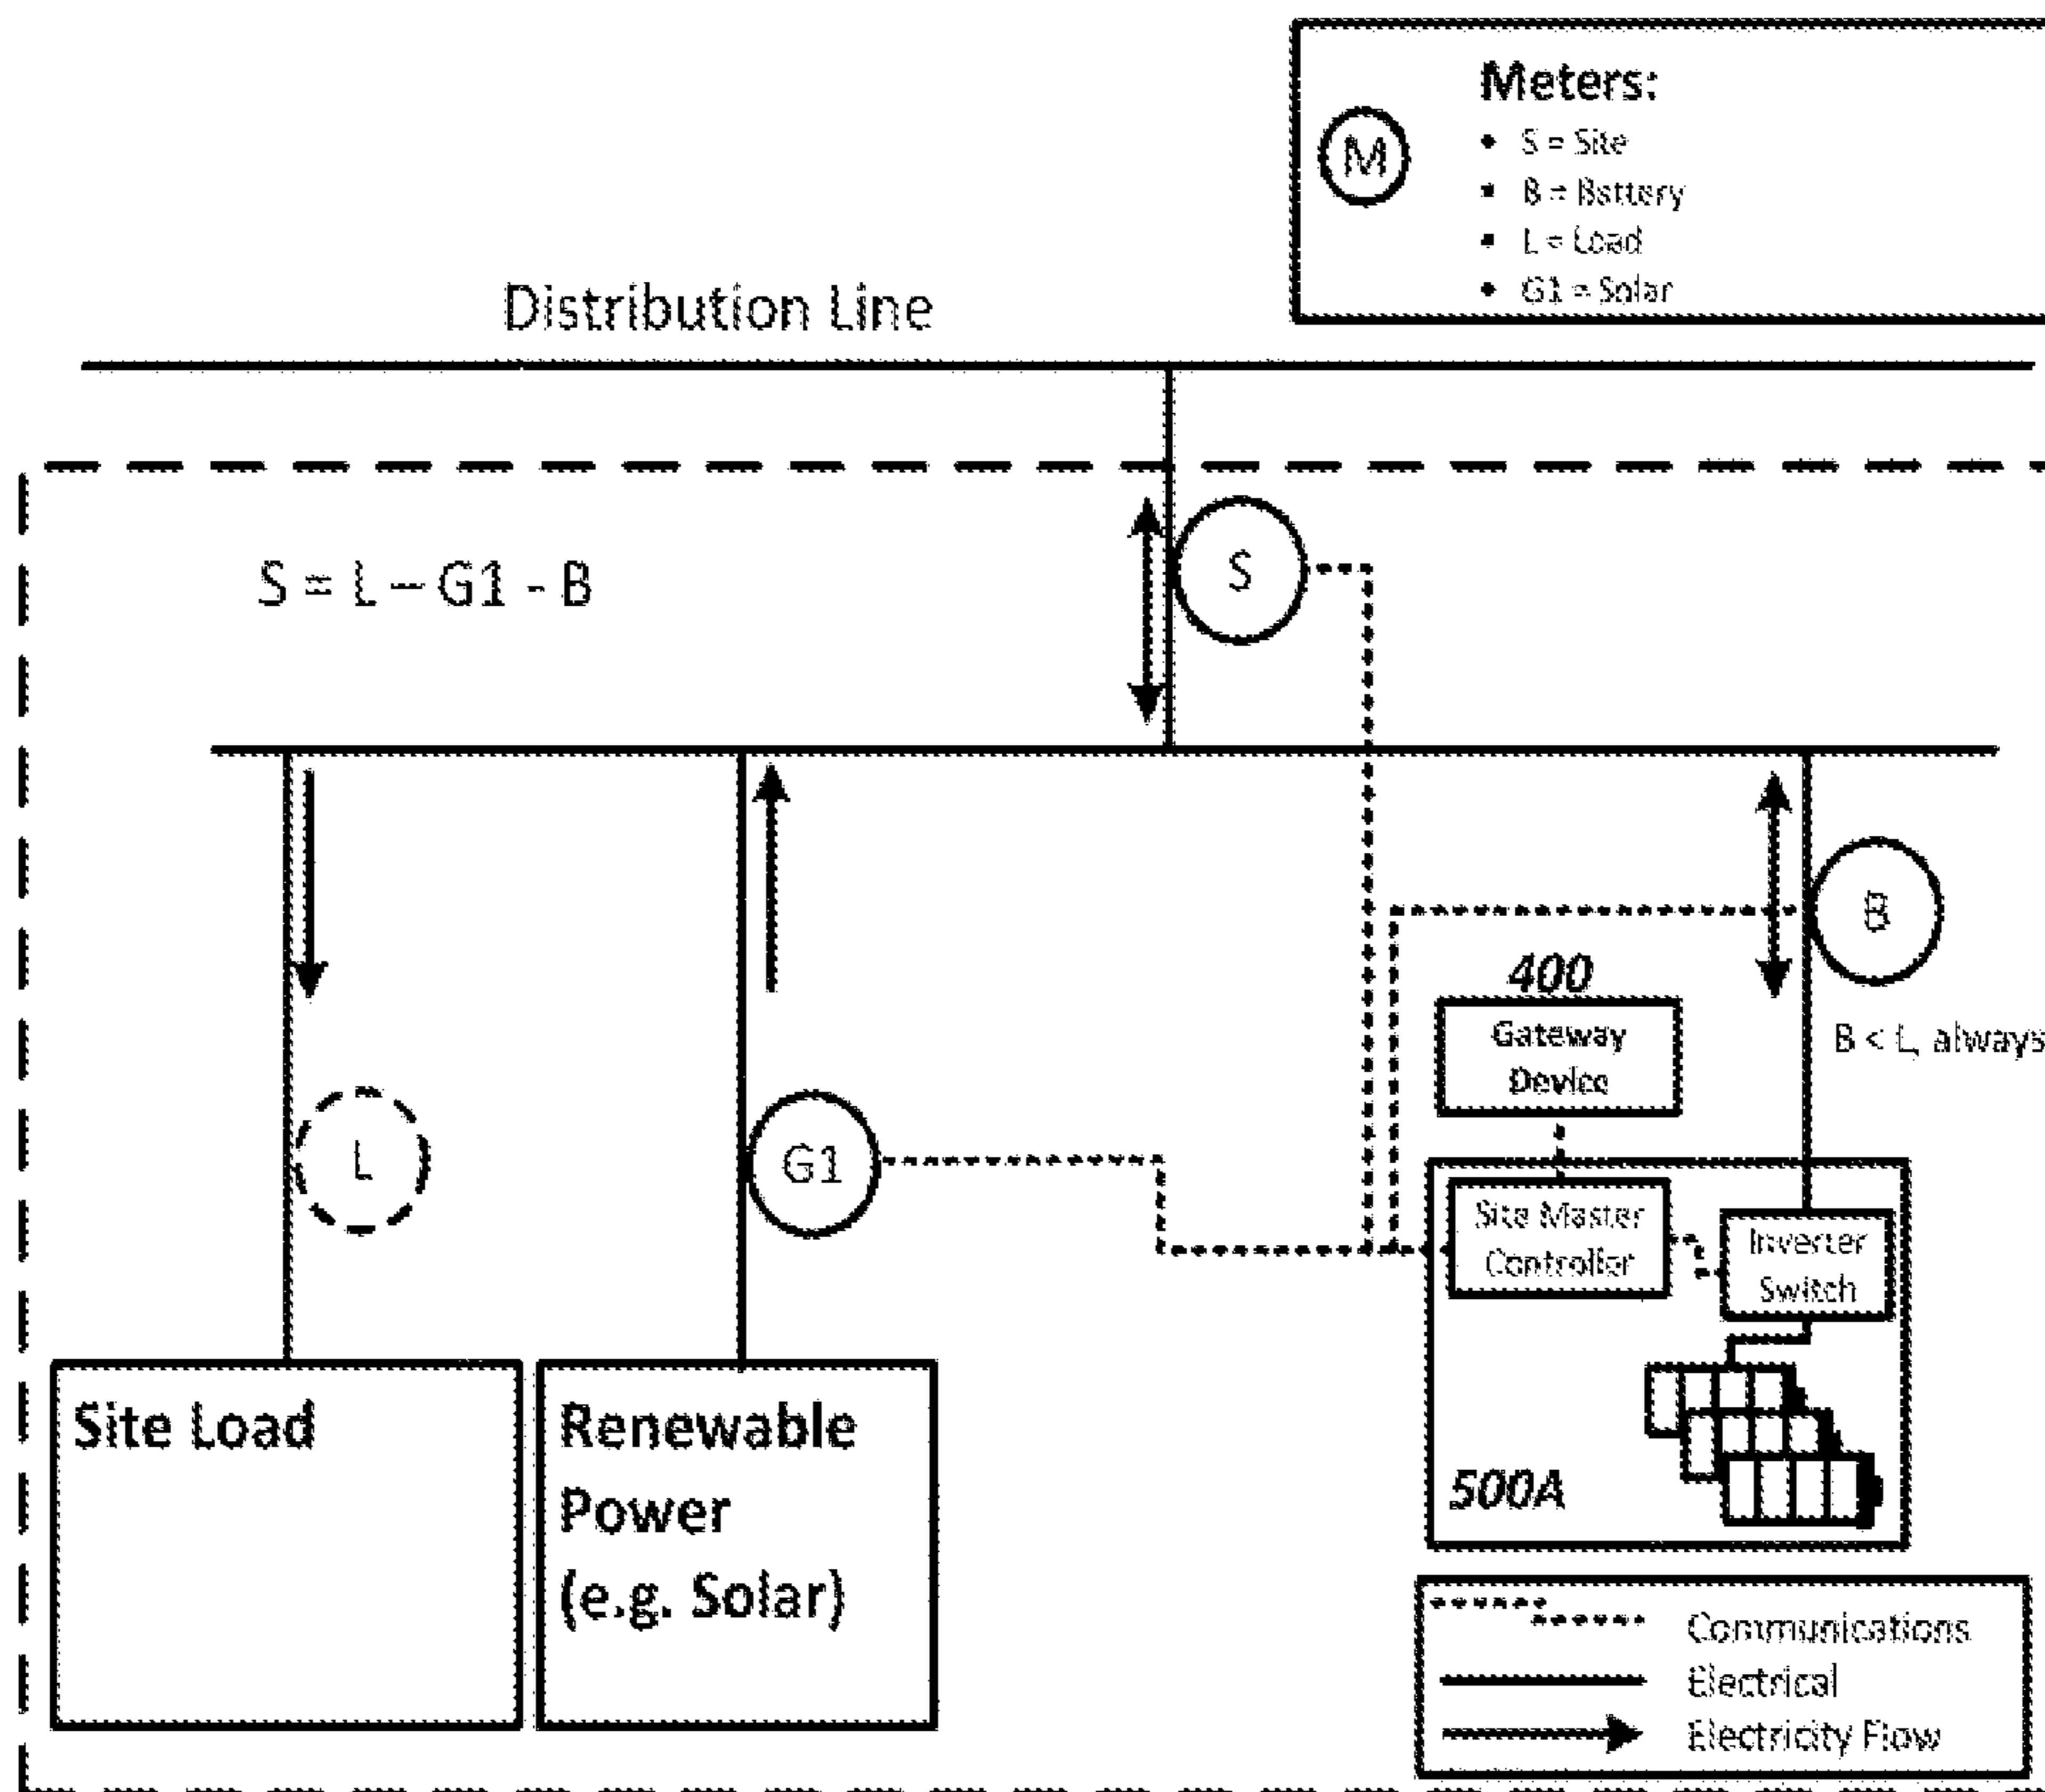 Meters:
M
• S = Site
• B = Battery
• L = Load
• G1 = Solar
Distribution Line
S = L – G1 - B
S
B
400
Gateway
Device
B < L, always
L
G1
Site Master
Controller
Inverter
Switch
500A
Site Load
Renewable
Power
(e.g. Solar)
Communications
Electrical
Electricity Flow